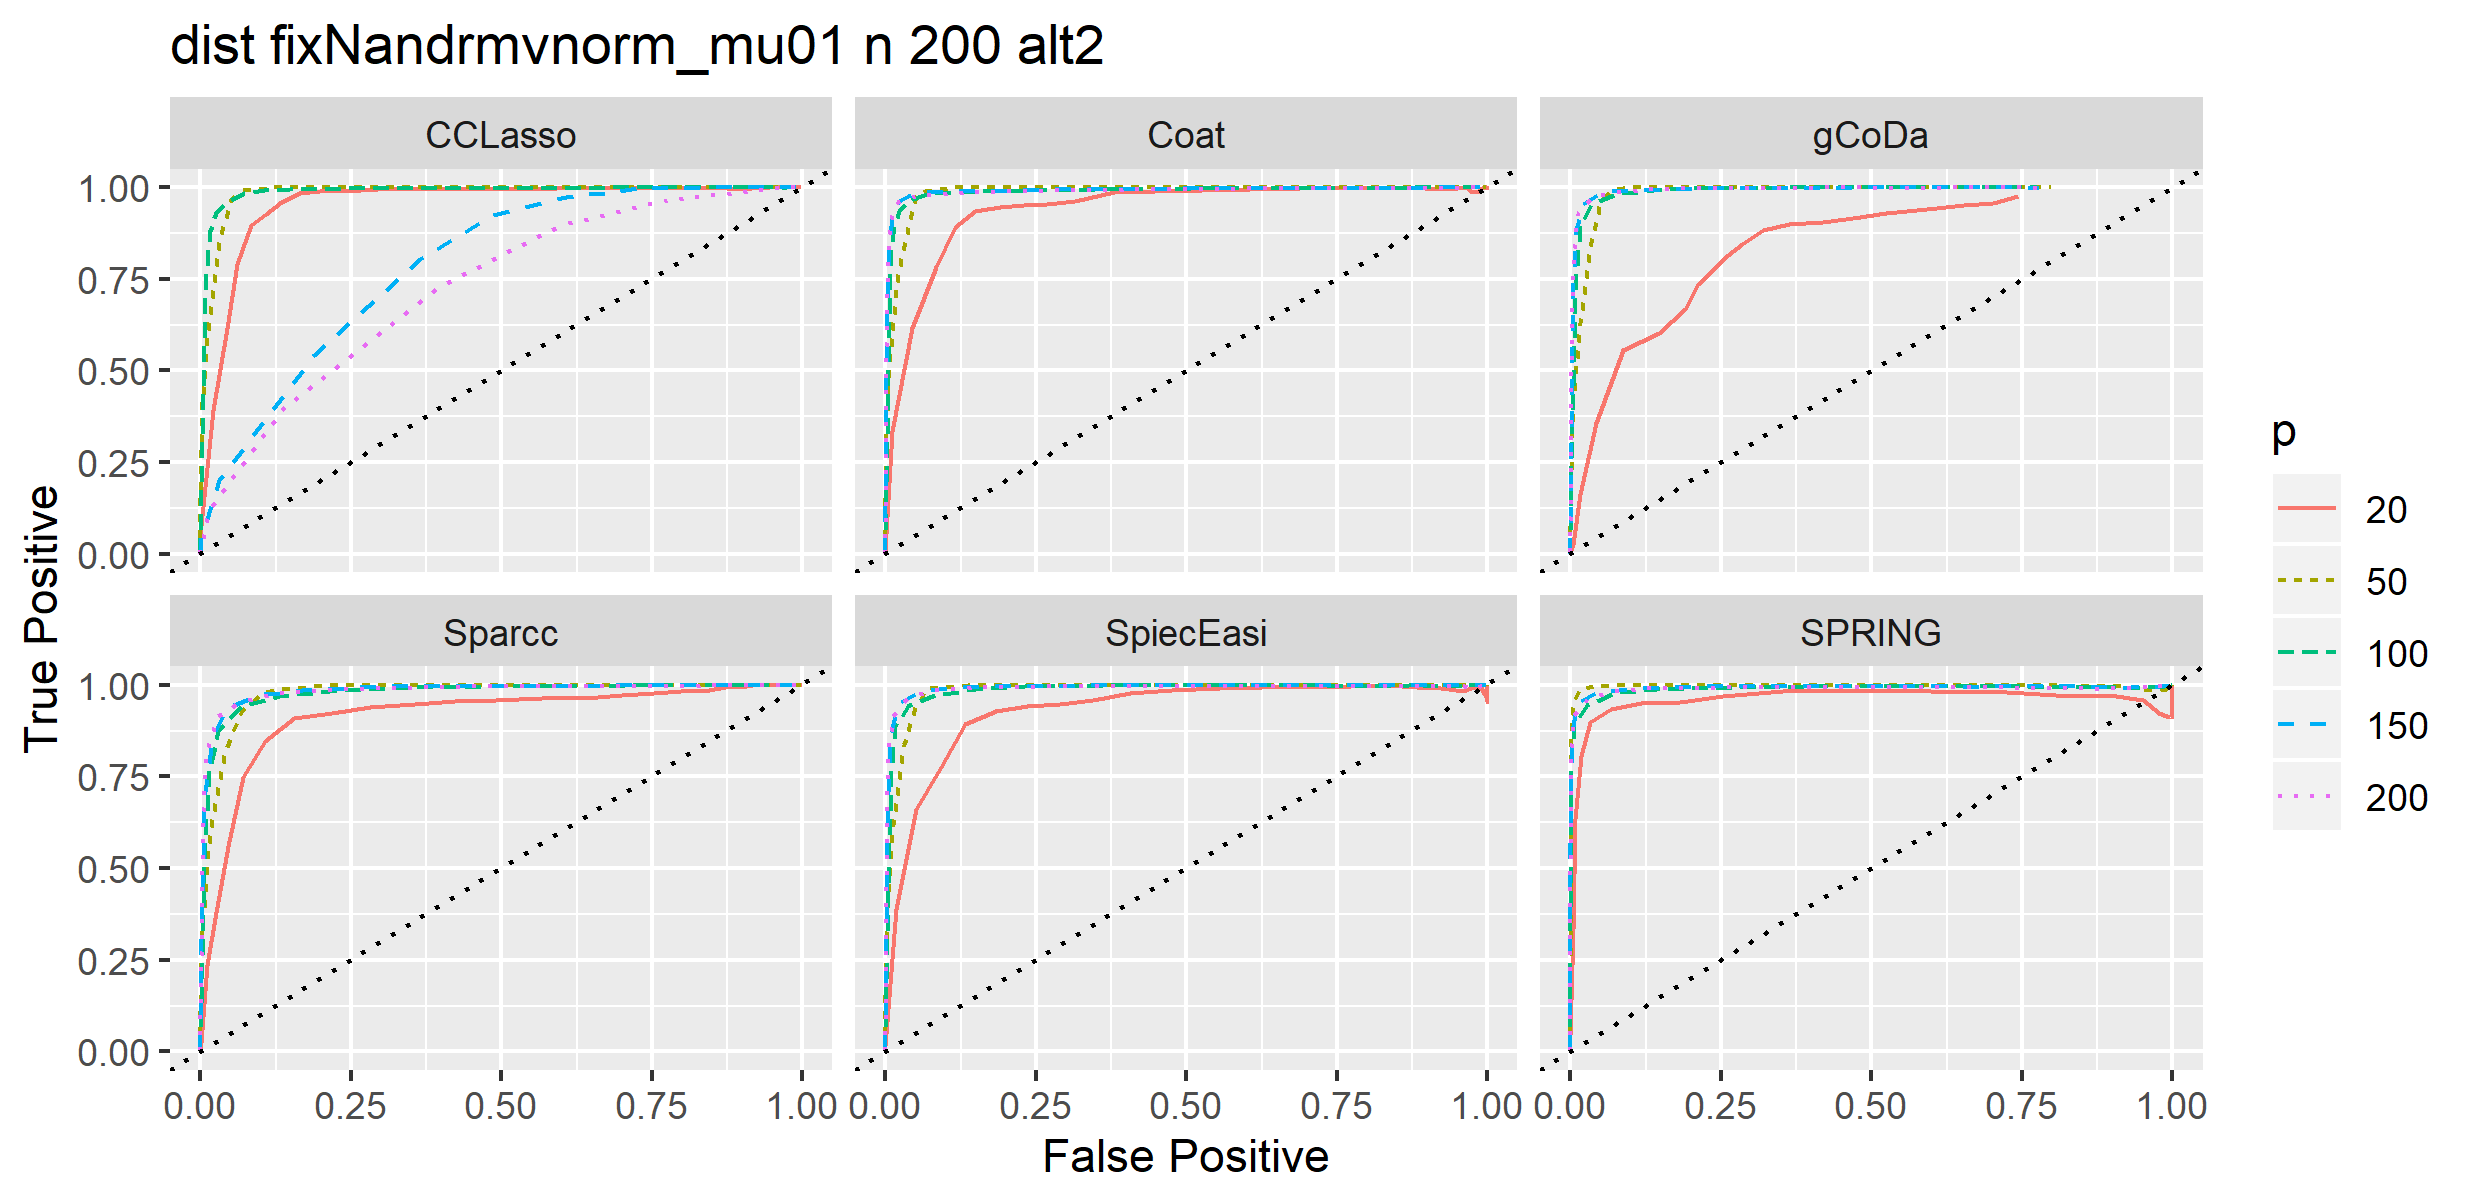 dist fixNandrmvnorm_mu01 n 200 alt2
CCLasso
Coat
gCoDa
1.00
0.75
0.50
0.25
0.00
Sparcc
SpiecEasi
SPRING
1.00
0.75
0.50
0.25
0.00
0.00 0.25 0.50 0.75 1.00
0.00 0.25 0.50 0.75 1.00
0.00 0.25 0.50 0.75 1.00
True Positive
False Positive
p
20
50
100
150
200